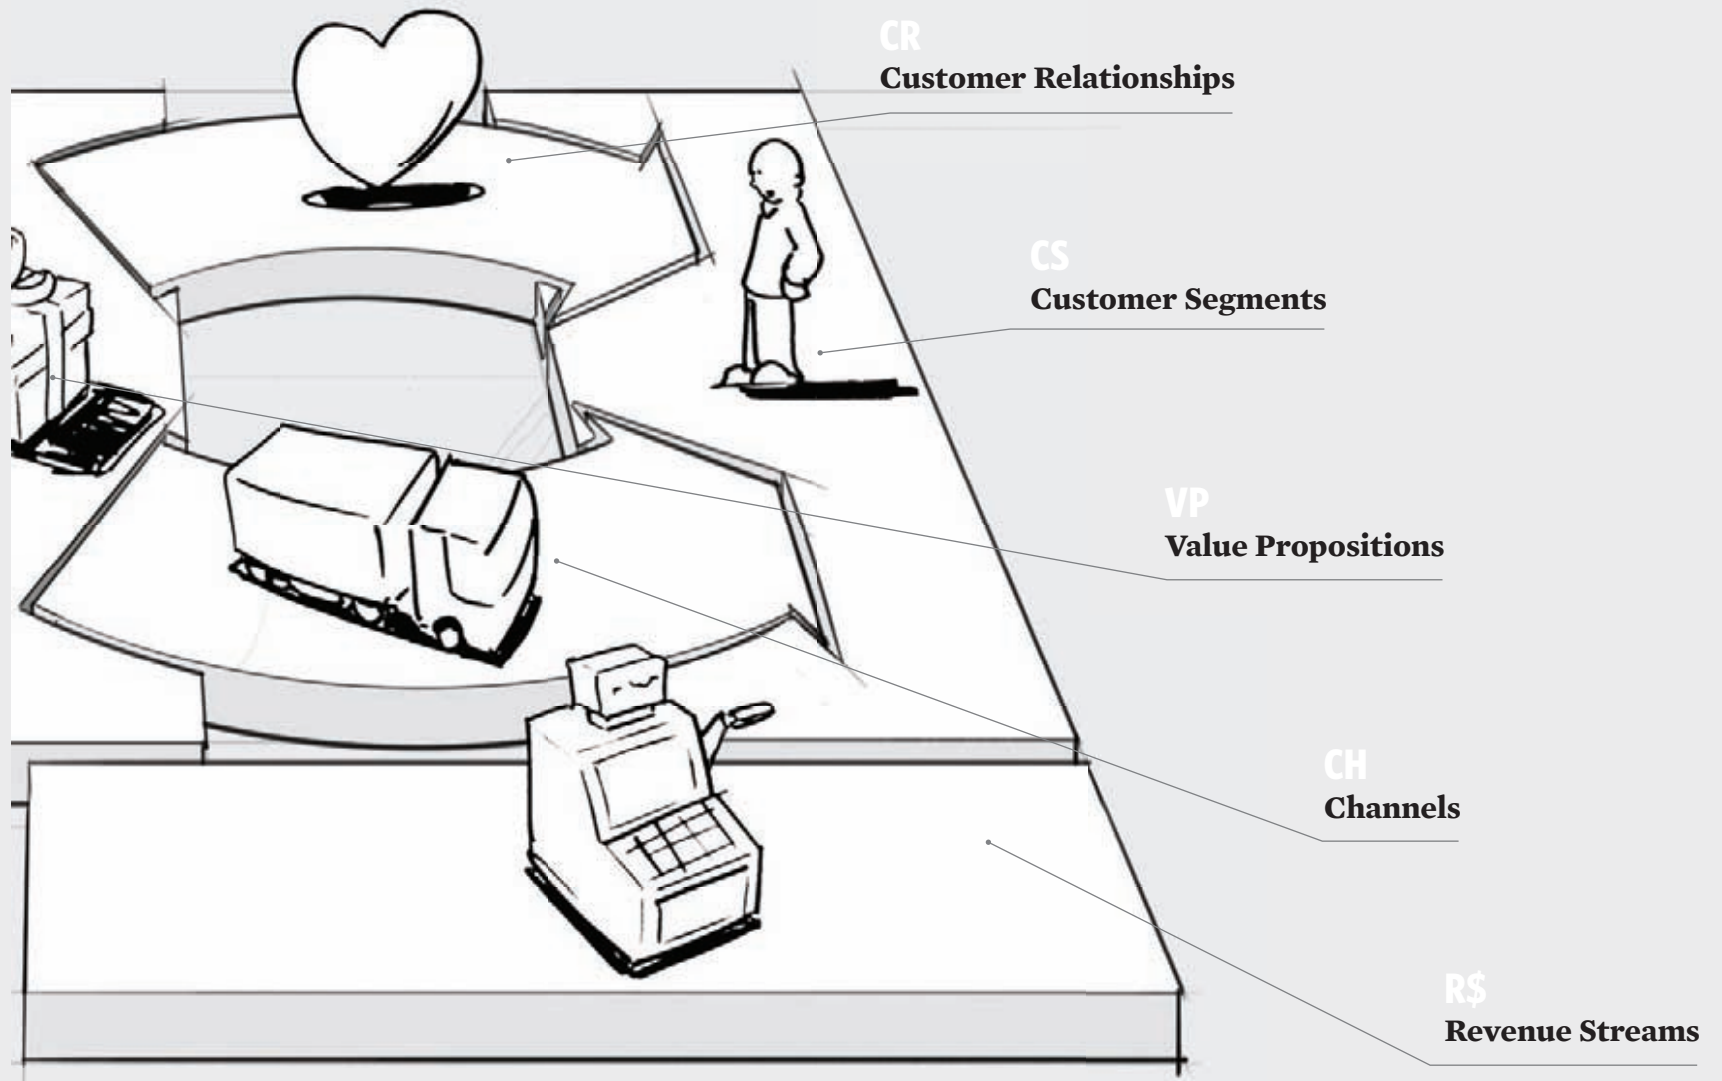 CR
Customer Relationships
CS
Customer Segments
VP
Value Propositions
CH
Channels
R$
Revenue Streams